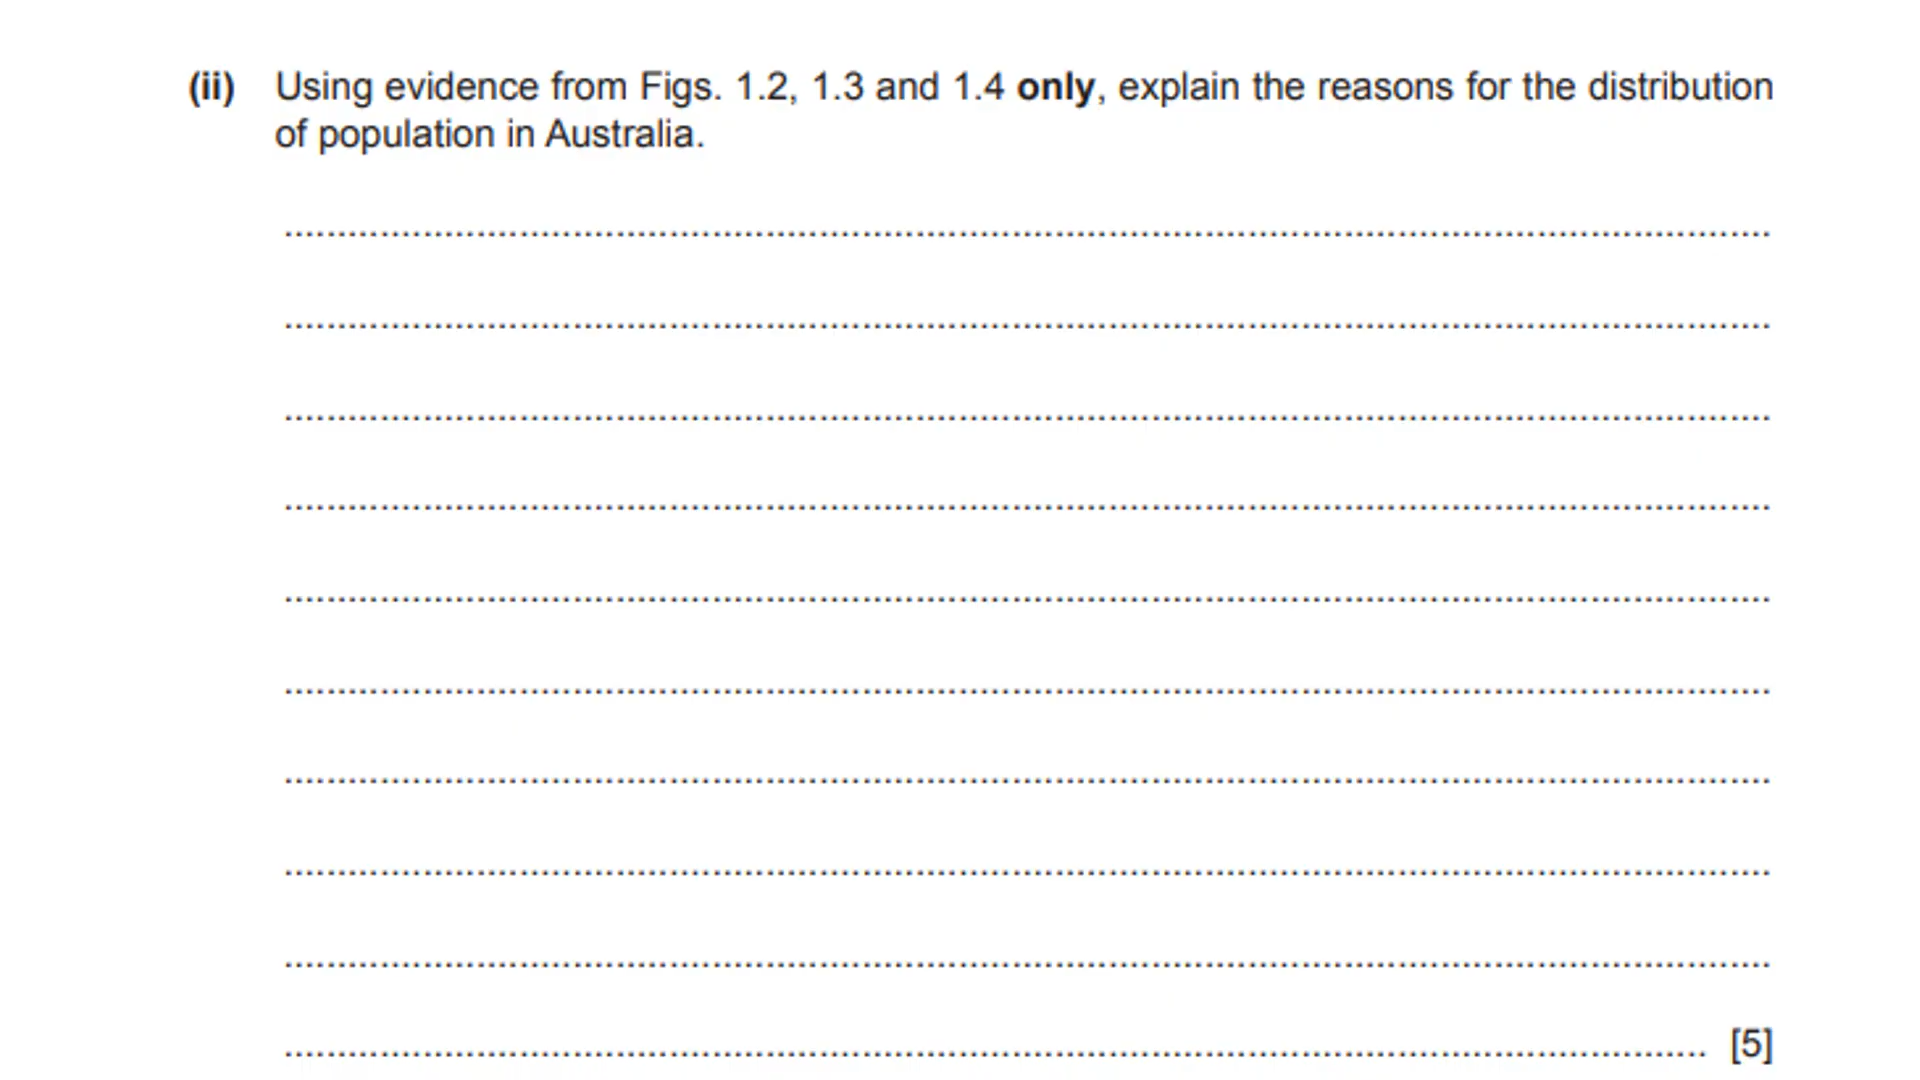 (ii) Using evidence from Figs. 1.2, 1.3 and 1.4 only, explain the reasons for the distribution
of population in Australia.
[5]